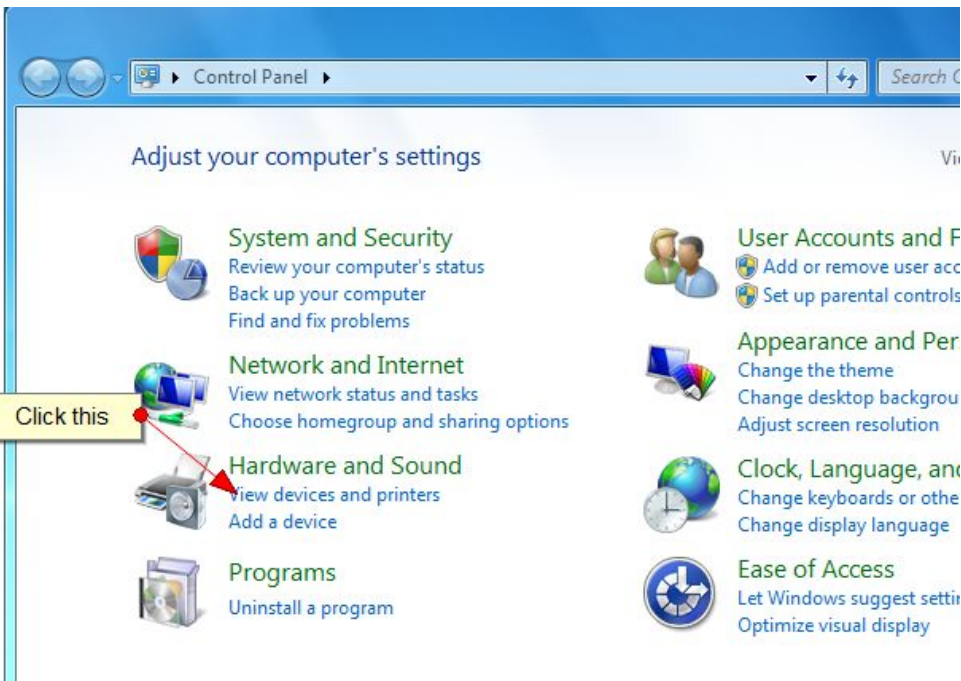 Control Panel
Search C
Adjust your computer's settings
Vie
System and Security
Review your computer's status
Back up your computer
Find and fix problems
Network and Internet
View network status and tasks
Choose homegroup and sharing options
Click this
Hardware and Sound
View devices and printers
Add a device
Programs
Uninstall a program
User Accounts and F
Add or remove user acc
Set up parental controls
Appearance and Per
Change the theme
Change desktop backgrou
Adjust screen resolution
Clock, Language, and
Change keyboards or othe
Change display language
Ease of Access
Let Windows suggest settin
Optimize visual display